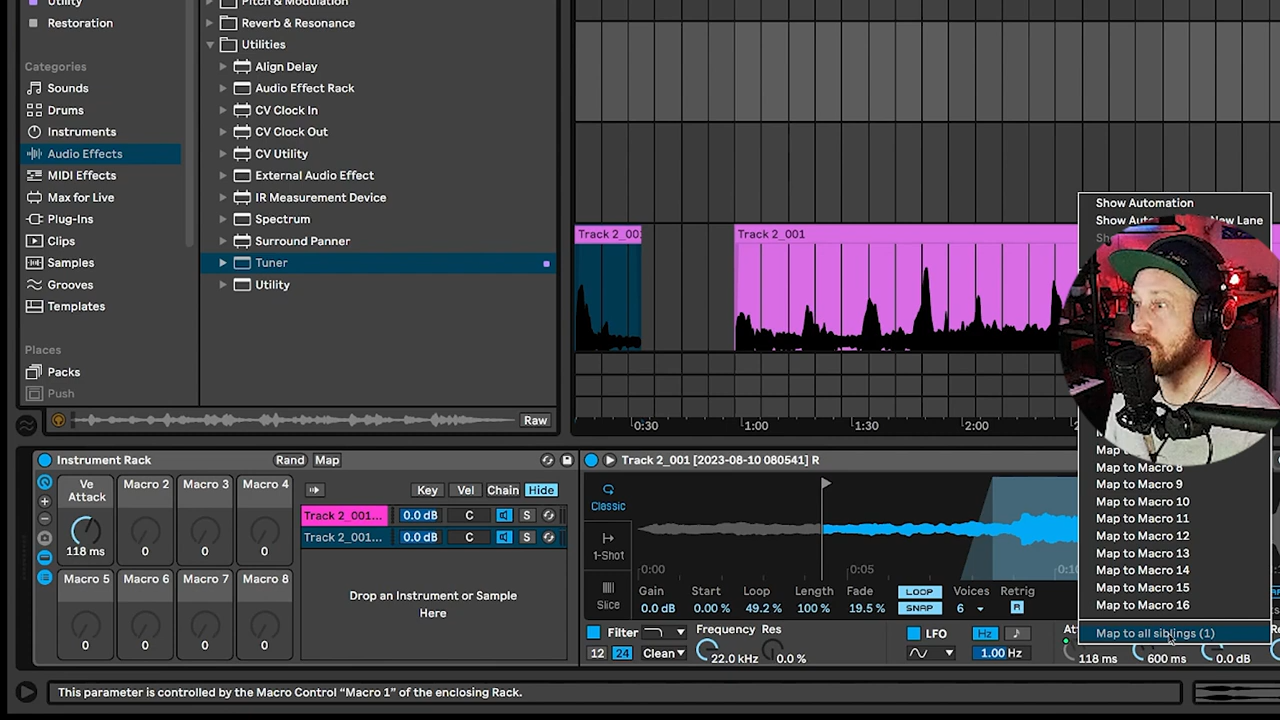 Utility
Restoration
Categories
Sounds
Drums
Instruments
Audio Effects
MIDI Effects
Max for Live
Plug-Ins
Clips
Samples
Grooves
Templates
Places
Packs
Push
Pitch & Modulation
Reverb & Resonance
Utilities
Align Delay
Audio Effect Rack
CV Clock In
CV Clock Out
CV Utility
External Audio Effect
IR Measurement Device
Spectrum
Surround Panner
Tuner
Utility
Raw
Track 2_001
0:30 1:00 1:30 2:00
Show Automation
New Lane
Map to Macro 8
Map to Macro 9
Map to Macro 10
Map to Macro 11
Map to Macro 12
Map to Macro 13
Map to Macro 14
Map to Macro 15
Map to Macro 16
Map to all siblings (1)
Instrument Rack Rand Map
Ve Attack Macro 2 Macro 3 Macro 4
118 ms 0 0 0
Macro 5 Macro 6 Macro 7 Macro 8
0 0 0 0
Key Vel Chain Hide
Track 2_001... 0.0 dB C S
Track 2_001... 0.0 dB C S
Drop an Instrument or Sample
Here
Track 2_001 [2023-08-10 080541] R
Classic
1-Shot
Slice
0:00 0:05
Gain Start Loop Length Fade LOOP Voices Retrig
0.0 dB 0.00 % 49.2 % 100 % 19.5 % SNAP 6 R
Filter Frequency Res LFO Hz
12 24 Clean 22.0 kHz 0.0 % 1.00 Hz
118 ms 600 ms 0.0 dB
This parameter is controlled by the Macro Control “Macro 1” of the enclosing Rack.